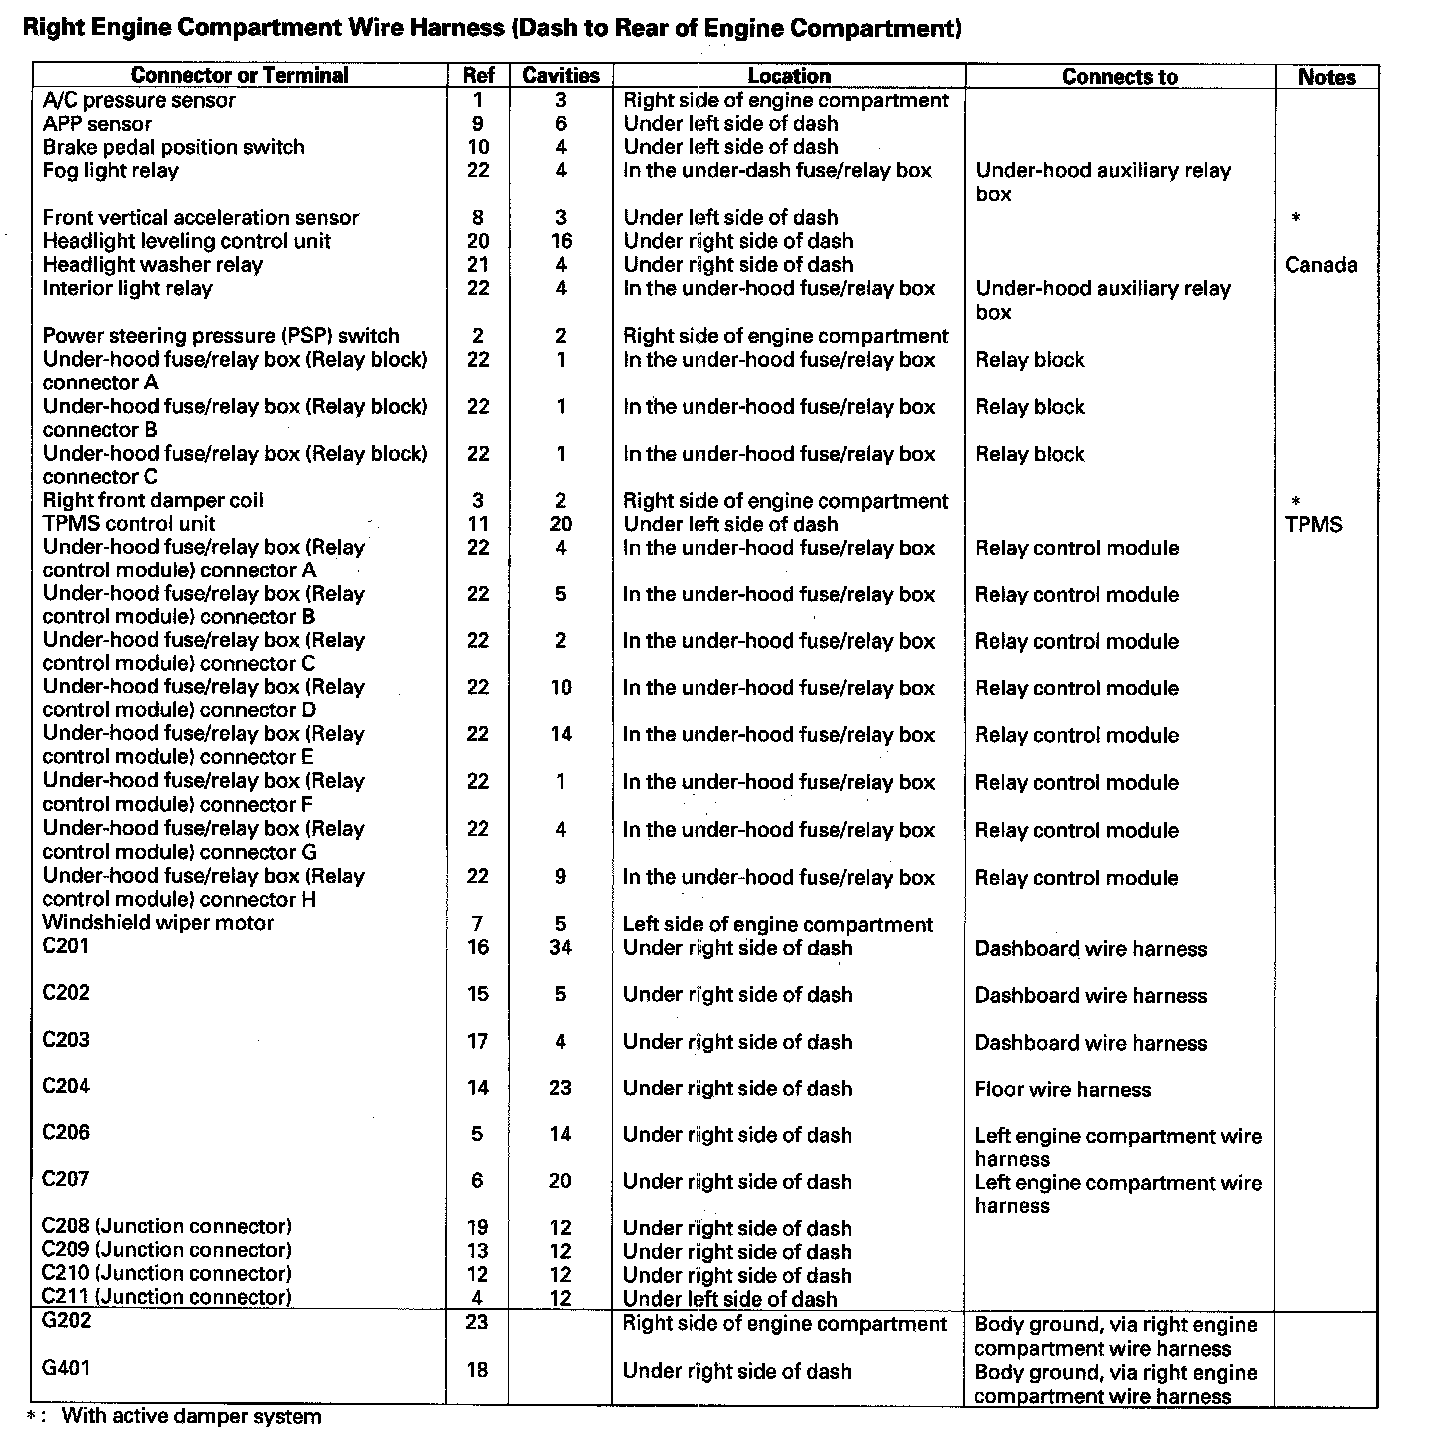 Right Engine Compartment Wire Harness (Dash to Rear of Engine Compartment)
Connector or Terminal Ref Cavities Location Connects to Notes
A/C pressure sensor 1 3 Right side of engine compartment
APP sensor 9 6 Under left side of dash
Brake pedal position switch 10 4 Under left side of dash
Fog light relay 22 4 In the under-dash fuse/relay box Under-hood auxiliary relay
box
Front vertical acceleration sensor 8 3 Under left side of dash *
Headlight leveling control unit 20 16 Under right side of dash
Headlight washer relay 21 4 Under right side of dash Canada
Interior light relay 22 4 In the under-hood fuse/relay box Under-hood auxiliary relay
box
Power steering pressure (PSP) switch 2 2 Right side of engine compartment
Under-hood fuse/relay box (Relay block) 22 1 In the under-hood fuse/relay box Relay block
connector A
Under-hood fuse/relay box (Relay block) 22 1 In the under-hood fuse/relay box Relay block
connector B
Under-hood fuse/relay box (Relay block) 22 1 In the under-hood fuse/relay box Relay block
connector C
Right front damper coil 3 2 Right side of engine compartment *
TPMS control unit 11 20 Under left side of dash TPMS
Under-hood fuse/relay box (Relay 22 4 In the under-hood fuse/relay box Relay control module
control module) connector A
Under-hood fuse/relay box (Relay 22 5 In the under-hood fuse/relay box Relay control module
control module) connector B
Under-hood fuse/relay box (Relay 22 2 In the under-hood fuse/relay box Relay control module
control module) connector C
Under-hood fuse/relay box (Relay 22 10 In the under-hood fuse/relay box Relay control module
control module) connector D
Under-hood fuse/relay box (Relay 22 14 In the under-hood fuse/relay box Relay control module
control module) connector E
Under-hood fuse/relay box (Relay 22 1 In the under-hood fuse/relay box Relay control module
control module) connector F
Under-hood fuse/relay box (Relay 22 4 In the under-hood fuse/relay box Relay control module
control module) connector G
Under-hood fuse/relay box (Relay 22 9 In the under-hood fuse/relay box Relay control module
control module) connector H
Windshield wiper motor 7 5 Left side of engine compartment
C201 16 34 Under right side of dash Dashboard wire harness
C202 15 5 Under right side of dash Dashboard wire harness
C203 17 4 Under right side of dash Dashboard wire harness
C204 14 23 Under right side of dash Floor wire harness
C206 5 14 Under right side of dash Left engine compartment wire
harness
C207 6 20 Under right side of dash Left engine compartment wire
harness
C208 (Junction connector) 19 12 Under right side of dash
C209 (Junction connector) 13 12 Under right side of dash
C210 (Junction connector) 12 12 Under right side of dash
C211 (Junction connector) 4 12 Under left side of dash
G202 23 Right side of engine compartment Body ground, via right engine
compartment wire harness
G401 18 Under right side of dash Body ground, via right engine
compartment wire harness
* : With active damper system